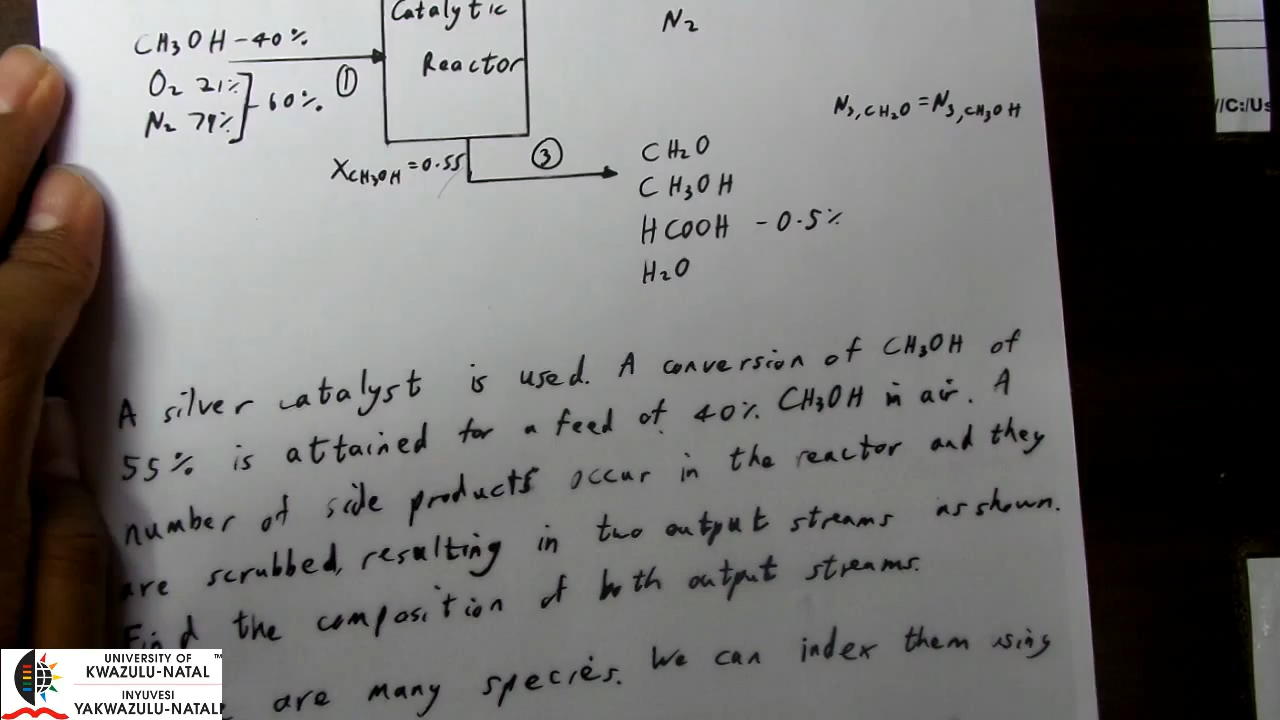 Catalytic
Reactor
N2
CH3OH - 40%
O2 21%
N2 79%
- 60%
1
//C:/Us
N3,CH2O = N3,CH3OH
XCH3OH = 0.55
3
CH2O
CH3OH
HCOOH - 0.5%
H2O
A silver catalyst is used. A conversion of CH3OH of
55% is attained for a feed of 40% CH3OH in air. A
number of side products occur in the reactor and they
are scrubbed, resulting in two output streams as shown.
Find the composition of both output streams.
are many species. We can index them using
UNIVERSITY OF
KWAZULU-NATAL
TM
INYUVESI
YAKWAZULU-NATALI